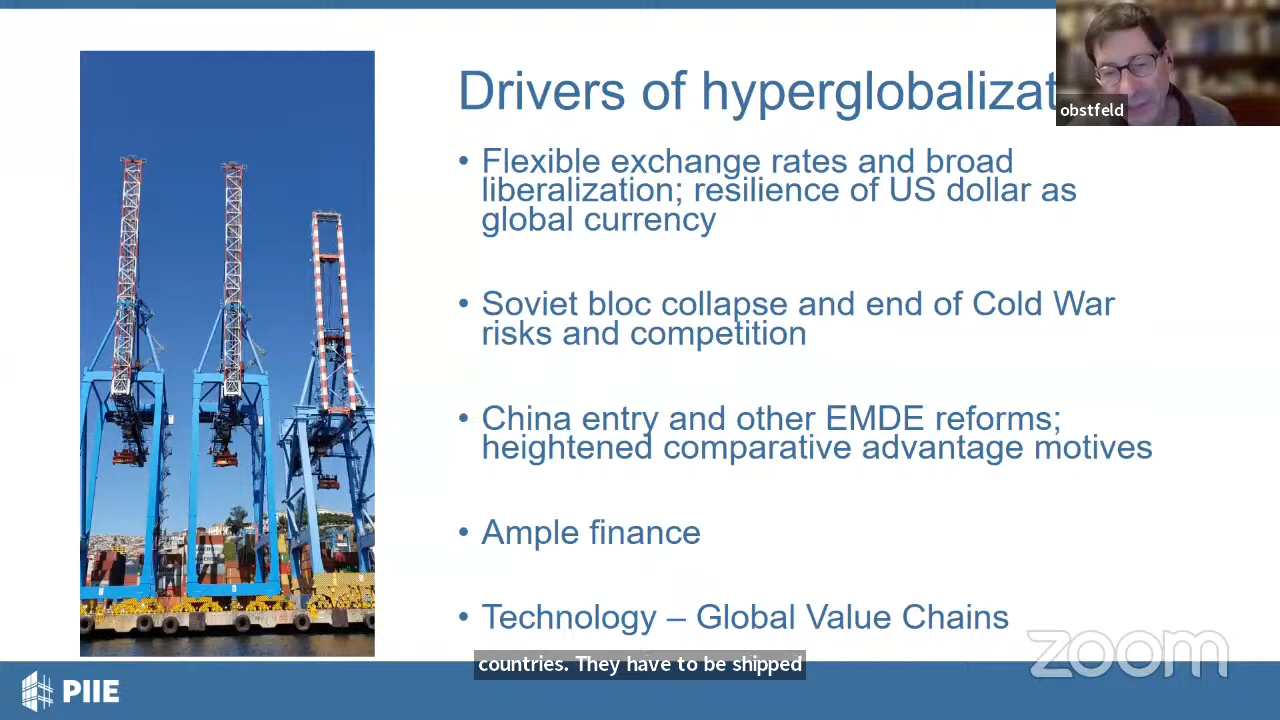 Drivers of hyperglobalizat
obstfeld
• Flexible exchange rates and broad
liberalization; resilience of US dollar as
global currency
• Soviet bloc collapse and end of Cold War
risks and competition
• China entry and other EMDE reforms;
heightened comparative advantage motives
• Ample finance
• Technology – Global Value Chains
countries. They have to be shipped
zoom
PIIE